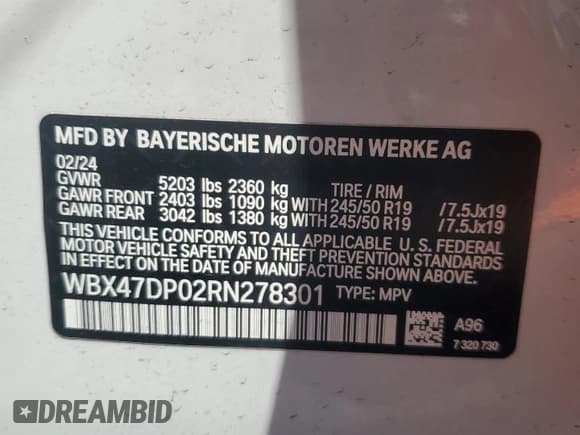 MFD BY BAYERISCHE MOTOREN WERKE AG
02/24
GVWR 5203 lbs 2360 kg TIRE / RIM
GAWR FRONT 2403 lbs 1090 kg WITH 245/50 R19 /7.5Jx19
GAWR REAR 3042 lbs 1380 kg WITH 245/50 R19 /7.5Jx19
THIS VEHICLE CONFORMS TO ALL APPLICABLE U. S. FEDERAL
MOTOR VEHICLE SAFETY AND THEFT PREVENTION STANDARDS
IN EFFECT ON THE DATE OF MANUFACTURE SHOWN ABOVE.
WBX47DP02RN278301 TYPE: MPV
A96
7 320 730
DREAMBID